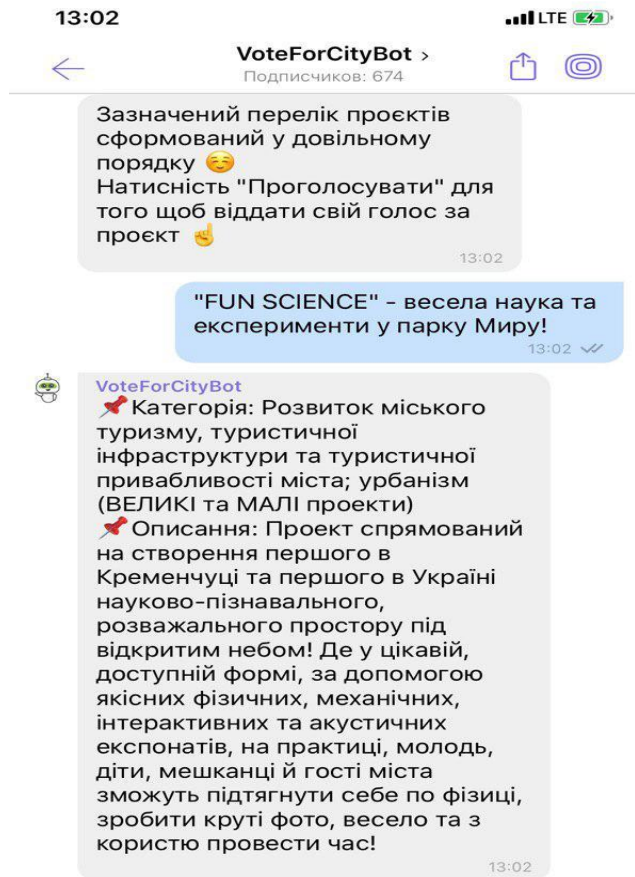 13:02
LTE
VoteForCityBot ›
Подписчиков: 674
Зазначений перелік проєктів
сформований у довільному
порядку ☺️
Натисність "Проголосувати" для
того щоб віддати свій голос за
проєкт ☝️
13:02
"FUN SCIENCE" - весела наука та
експерименти у парку Миру!
13:02
VoteForCityBot
📌Категорія: Розвиток міського
туризму, туристичної
інфраструктури та туристичної
привабливості міста; урбанізм
(ВЕЛИКІ та МАЛІ проекти)
📌Описання: Проект спрямований
на створення першого в
Кременчуці та першого в Україні
науково-пізнавального,
розважального простору під
відкритим небом! Де у цікавій,
доступній формі, за допомогою
якісних фізичних, механічних,
інтерактивних та акустичних
експонатів, на практиці, молодь,
діти, мешканці й гості міста
зможуть підтягнути себе по фізиці,
зробити круті фото, весело та з
користю провести час!
13:02